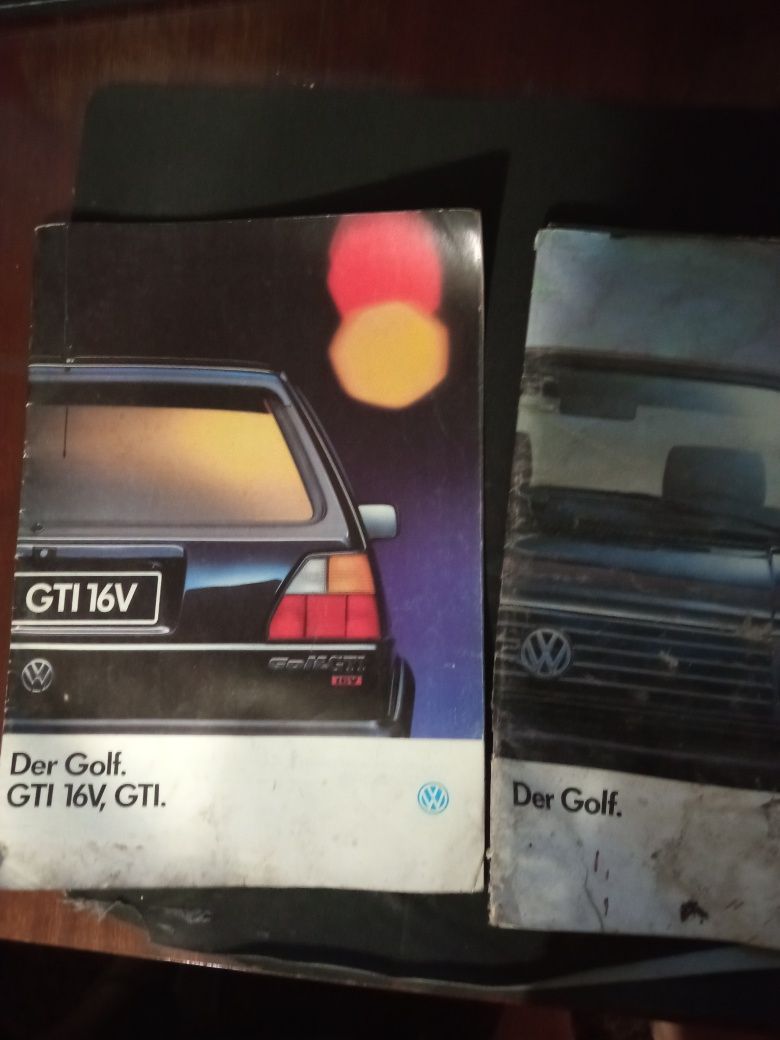 GTI 16V
Golf GTI
16V
Der Golf.
GTI 16V, GTI.
Der Golf.